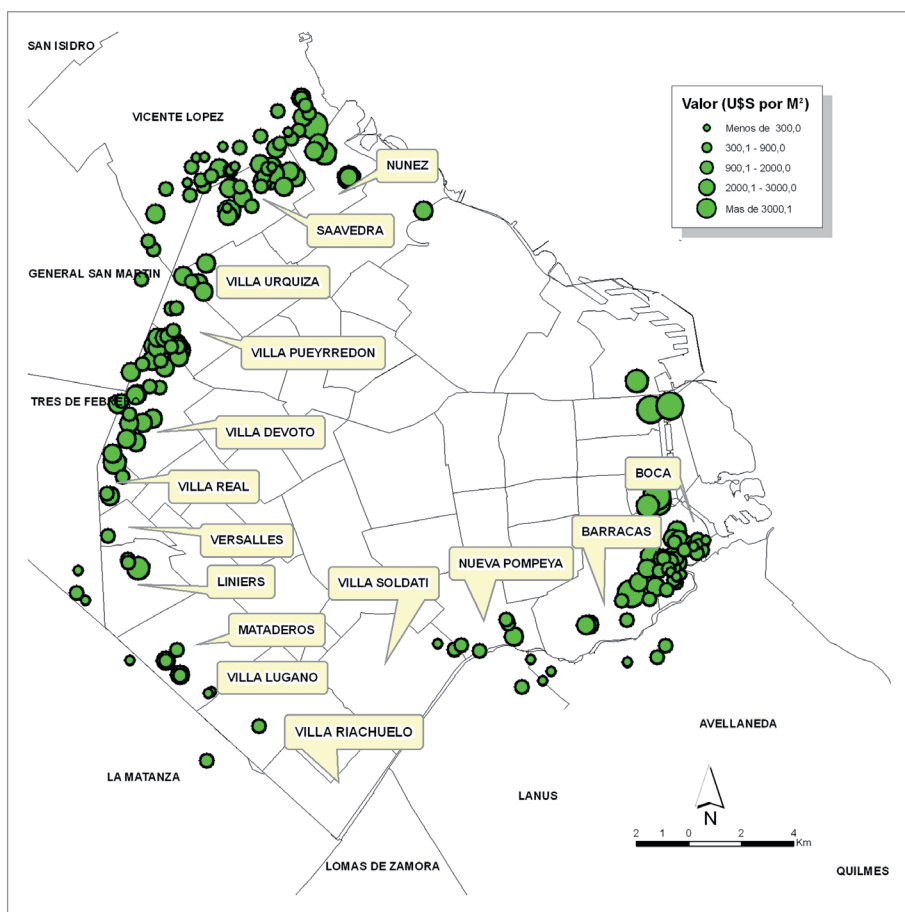 SAN ISIDRO
VICENTE LOPEZ
Valor (U$S por M²)
Menos de 300,0
300,1 - 900,0
900,1 - 2000,0
2000,1 - 3000,0
Mas de 3000,1
NUNEZ
SAAVEDRA
GENERAL SAN MARTIN
VILLA URQUIZA
VILLA PUEYRREDON
TRES DE FEBRERO
VILLA DEVOTO
BOCA
VILLA REAL
BARRACAS
VERSALLES
NUEVA POMPEYA
LINIERS
VILLA SOLDATI
MATADEROS
VILLA LUGANO
AVELLANEDA
VILLA RIACHUELO
LA MATANZA
LANUS
N
2 1 0 2 4
Km
LOMAS DE ZAMORA
QUILMES